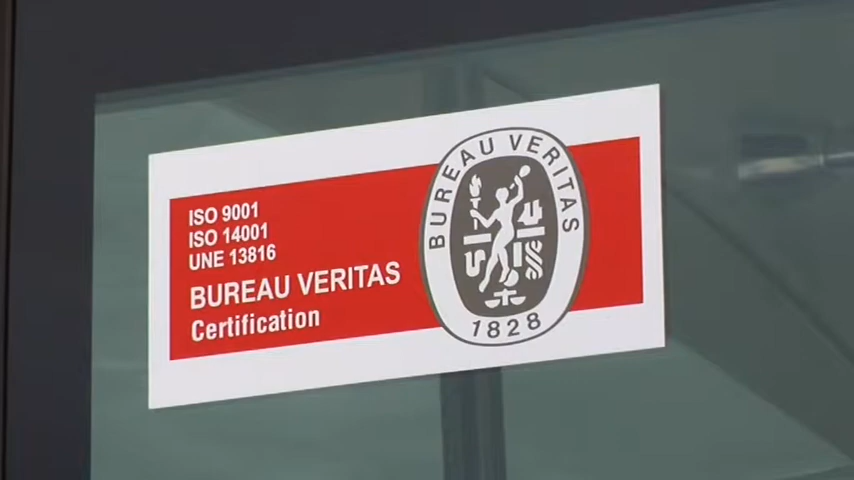 ISO 9001
ISO 14001
UNE 13816
BUREAU VERITAS
Certification
BUREAU VERITAS
1828